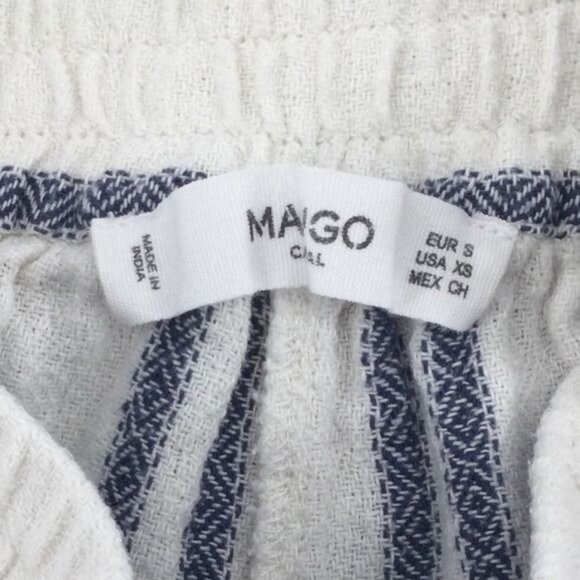 MADE IN
INDIA
MANGO
EUR S
USA XS
MEX CH